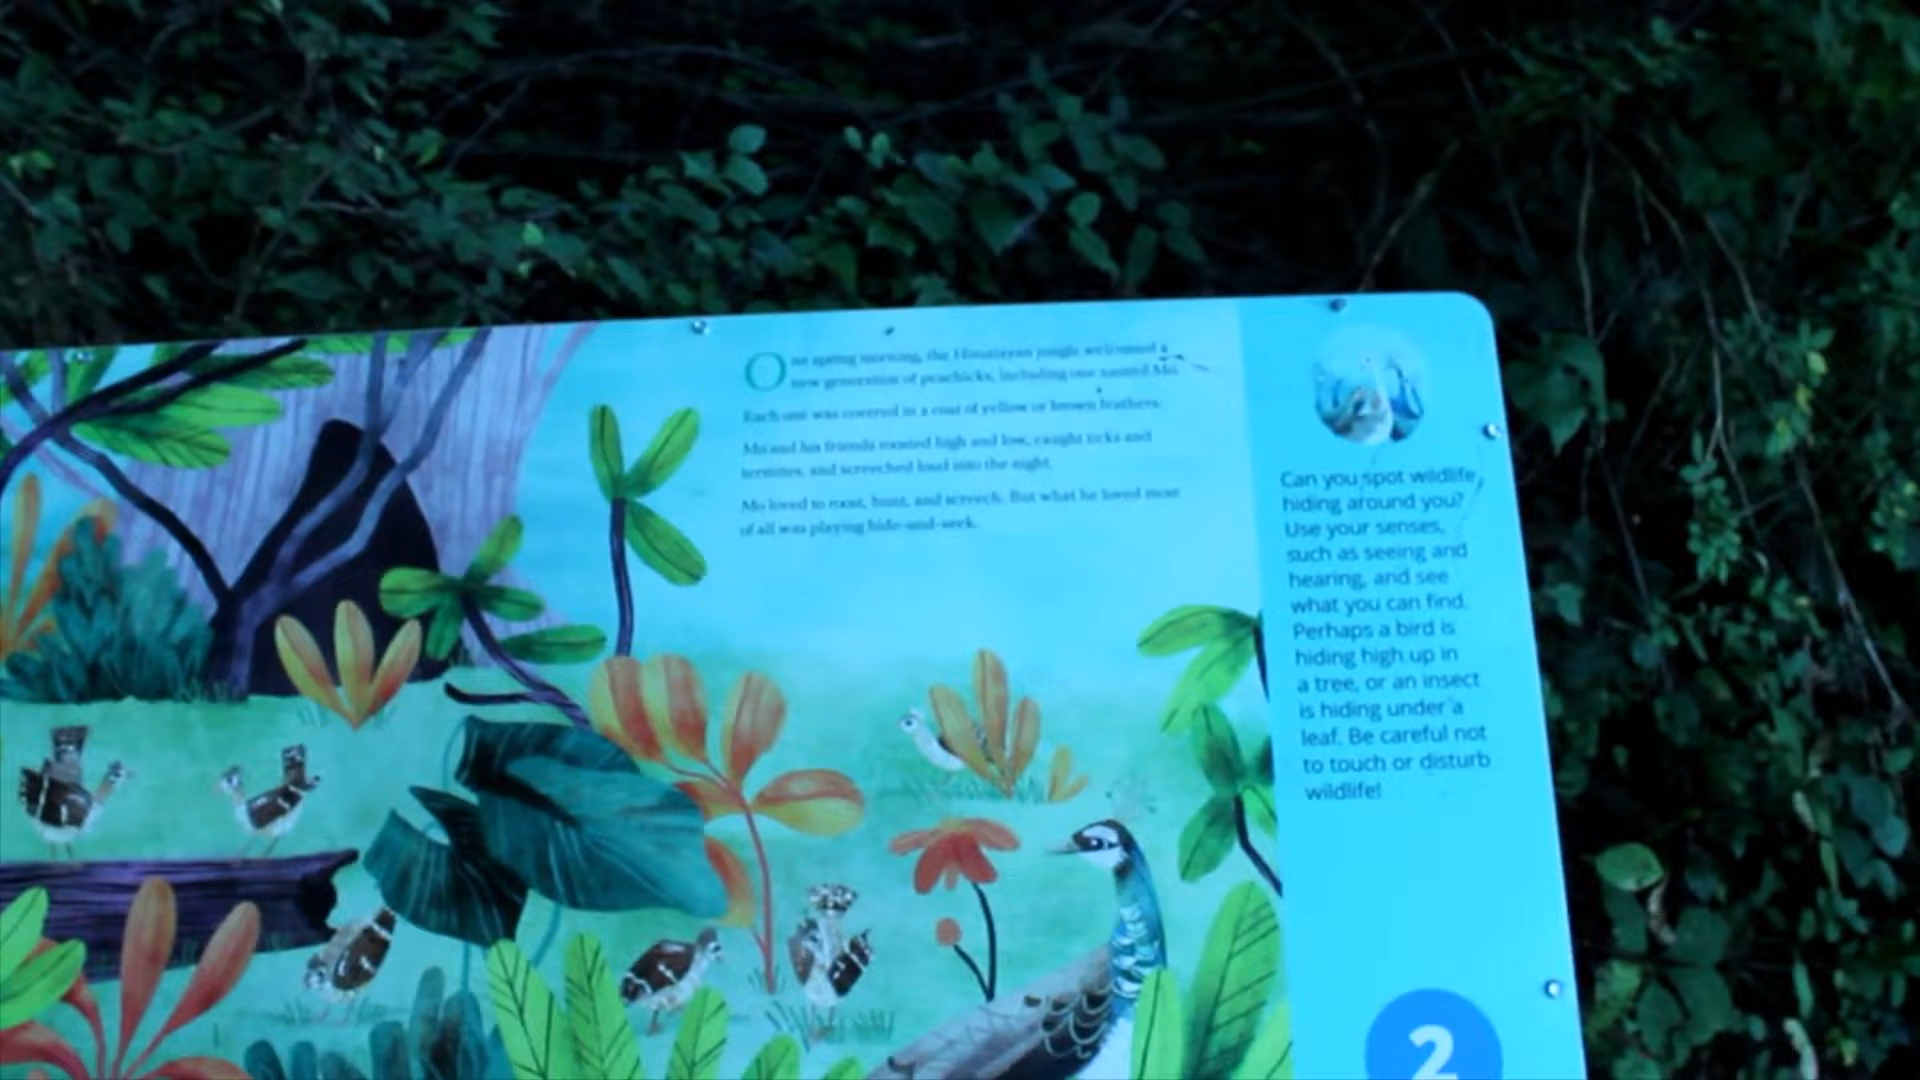 One spring morning, the Himalayan jungle welcomed a
new generation of peachicks, including one named Mo.
Each one was covered in a coat of yellow or brown feathers.
Mo and his friends roosted high and low, caught ticks and
termites, and screeched loud into the night.
Mo loved to roost, hunt, and screech. But what he loved most
of all was playing hide-and-seek.
Can you spot wildlife
hiding around you?
Use your senses,
such as seeing and
hearing, and see
what you can find.
Perhaps a bird is
hiding high up in
a tree, or an insect
is hiding under a
leaf. Be careful not
to touch or disturb
wildlife!
2